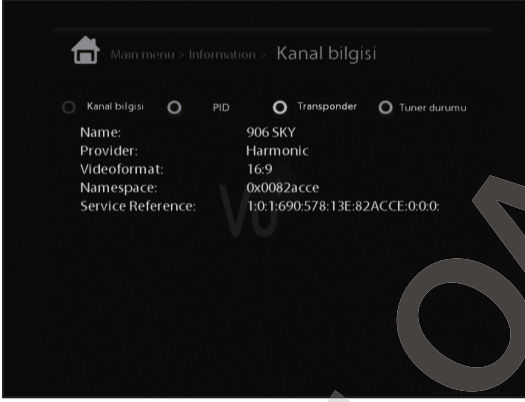 Main menu > Information > Kanal bilgisi
Kanal bilgisi PID Transponder Tuner durumu
Name: 906 SKY
Provider: Harmonic
Videoformat: 16:9
Namespace: 0x0082acce
Service Reference: 1:0:1:690:578:13E:82ACCE:0:0:0:
Vu+